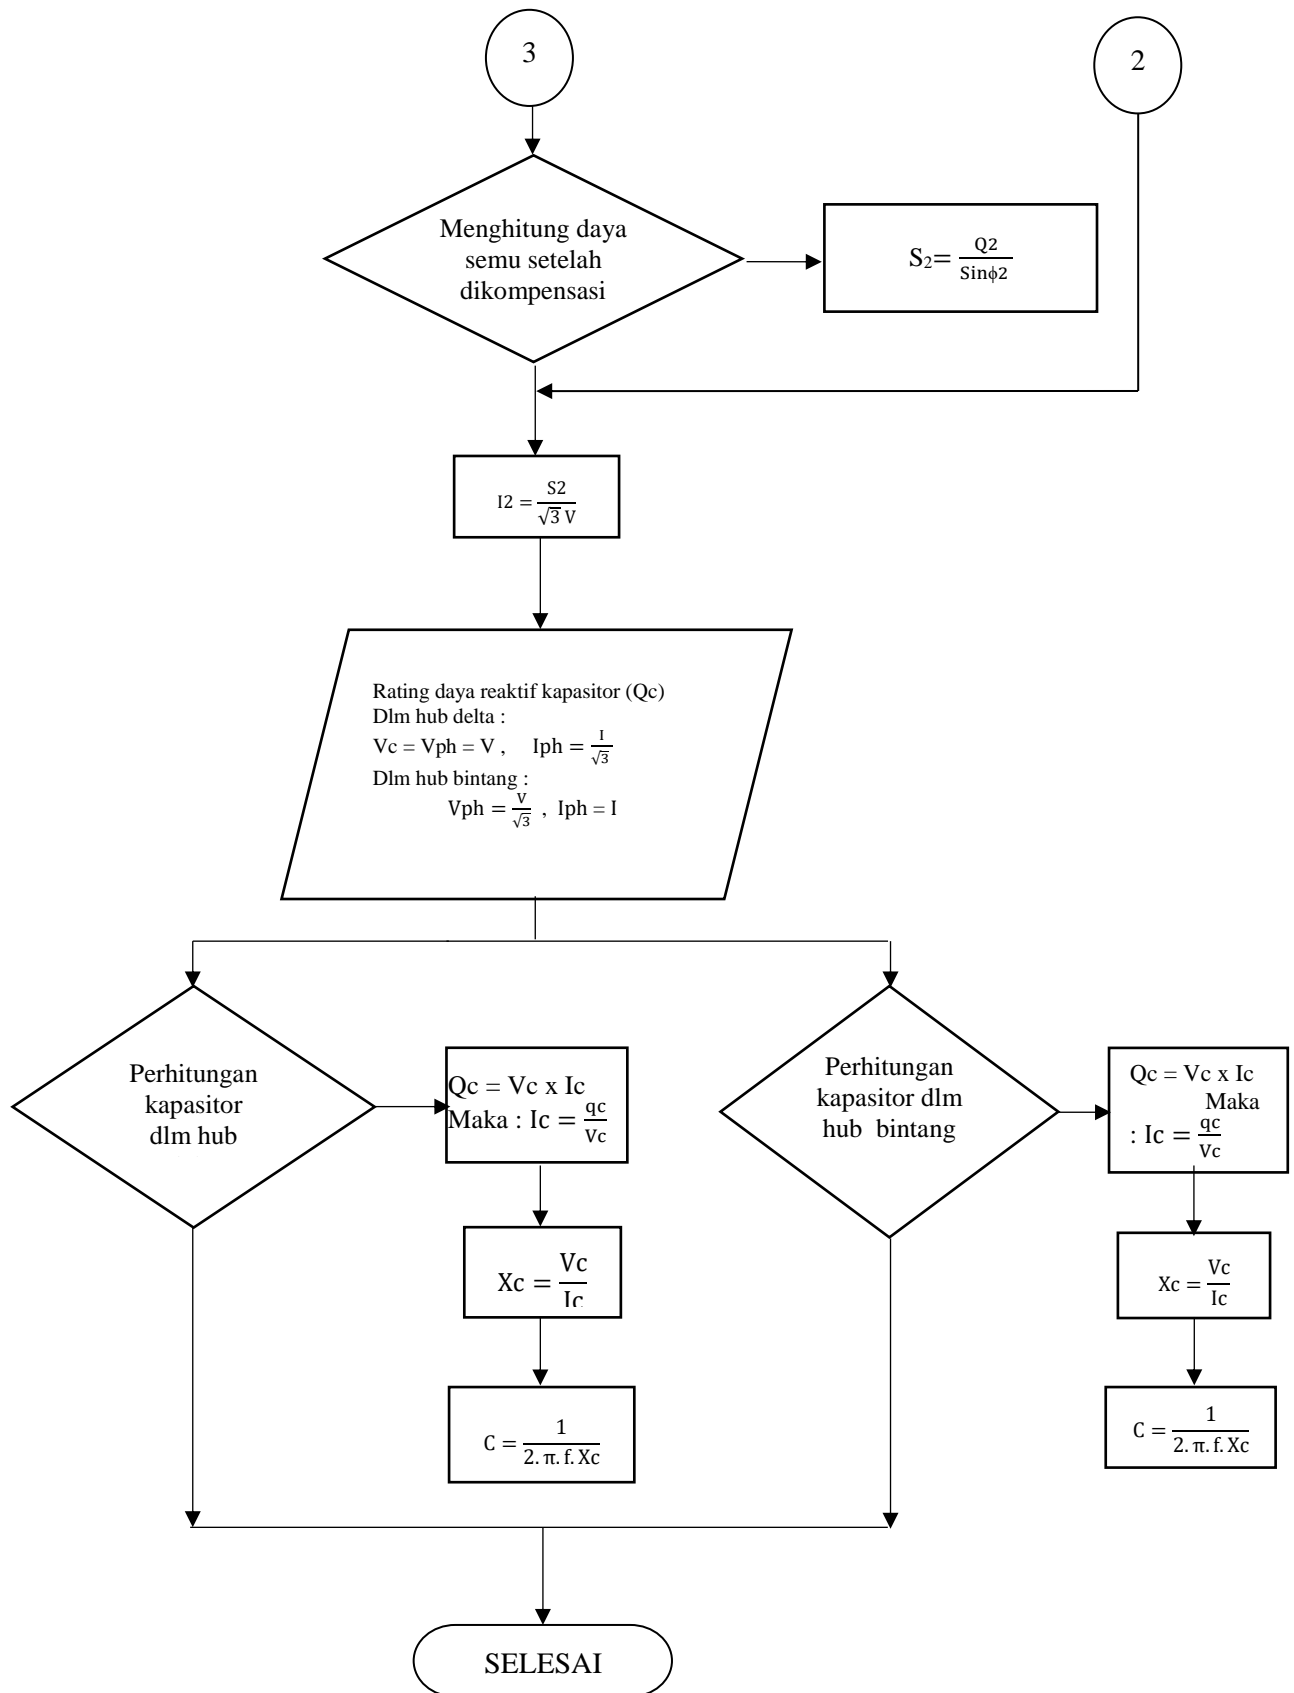 3
2
Menghitung daya
semu setelah
dikompensasi
S₂= Q2/Sinϕ2
I2 = S2/√3 V
Rating daya reaktif kapasitor (Qc)
Dlm hub delta :
Vc = Vph = V , Iph = I/√3
Dlm hub bintang :
Vph = V/√3 , Iph = I
Perhitungan
kapasitor
dlm hub
Qc = Vc x Ic
Maka : Ic = qc/Vc
Xc = Vc/Ic
C = 1/2. π. f. Xc
Perhitungan
kapasitor dlm
hub bintang
Qc = Vc x Ic
Maka
: Ic = qc/Vc
Xc = Vc/Ic
C = 1/2. π. f. Xc
SELESAI